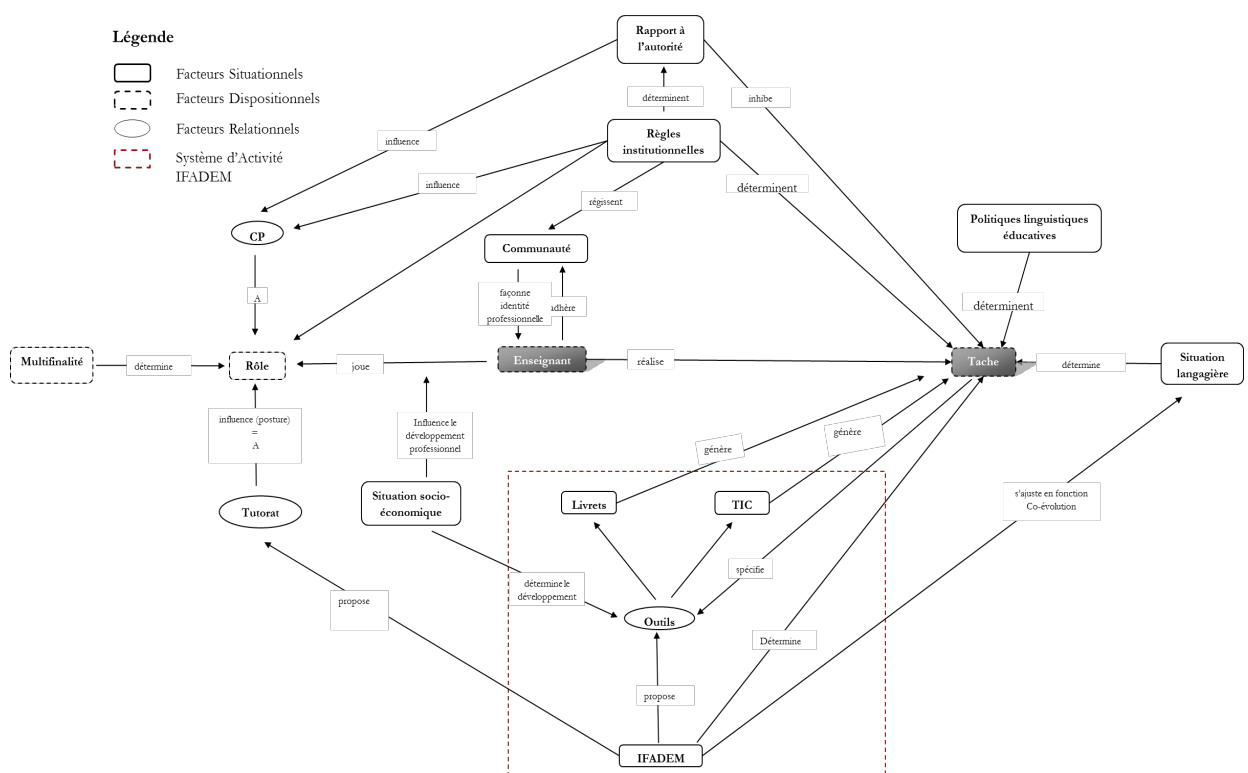 Légende
Facteurs Situationnels
Facteurs Dispositionnels
Facteurs Relationnels
Système d'Activité
IFADEM
Rapport à
l'autorité
déterminent
inhibe
influence
Règles
institutionnelles
influence
déterminent
régissent
CP
Communauté
Politiques linguistiques
éducatives
A
façonne
identité
professionnelle
adhère
déterminent
Multifinalité
détermine
Rôle
joue
Enseignant
réalise
Tache
détermine
Situation
langagière
influence (posture)
=
A
Influence le
développement
professionnel
génère
génère
Tutorat
Situation socio-
économique
Livrets
TIC
s'ajuste en fonction
Co-évolution
spécifie
détermine le
développement
propose
Outils
Détermine
propose
IFADEM